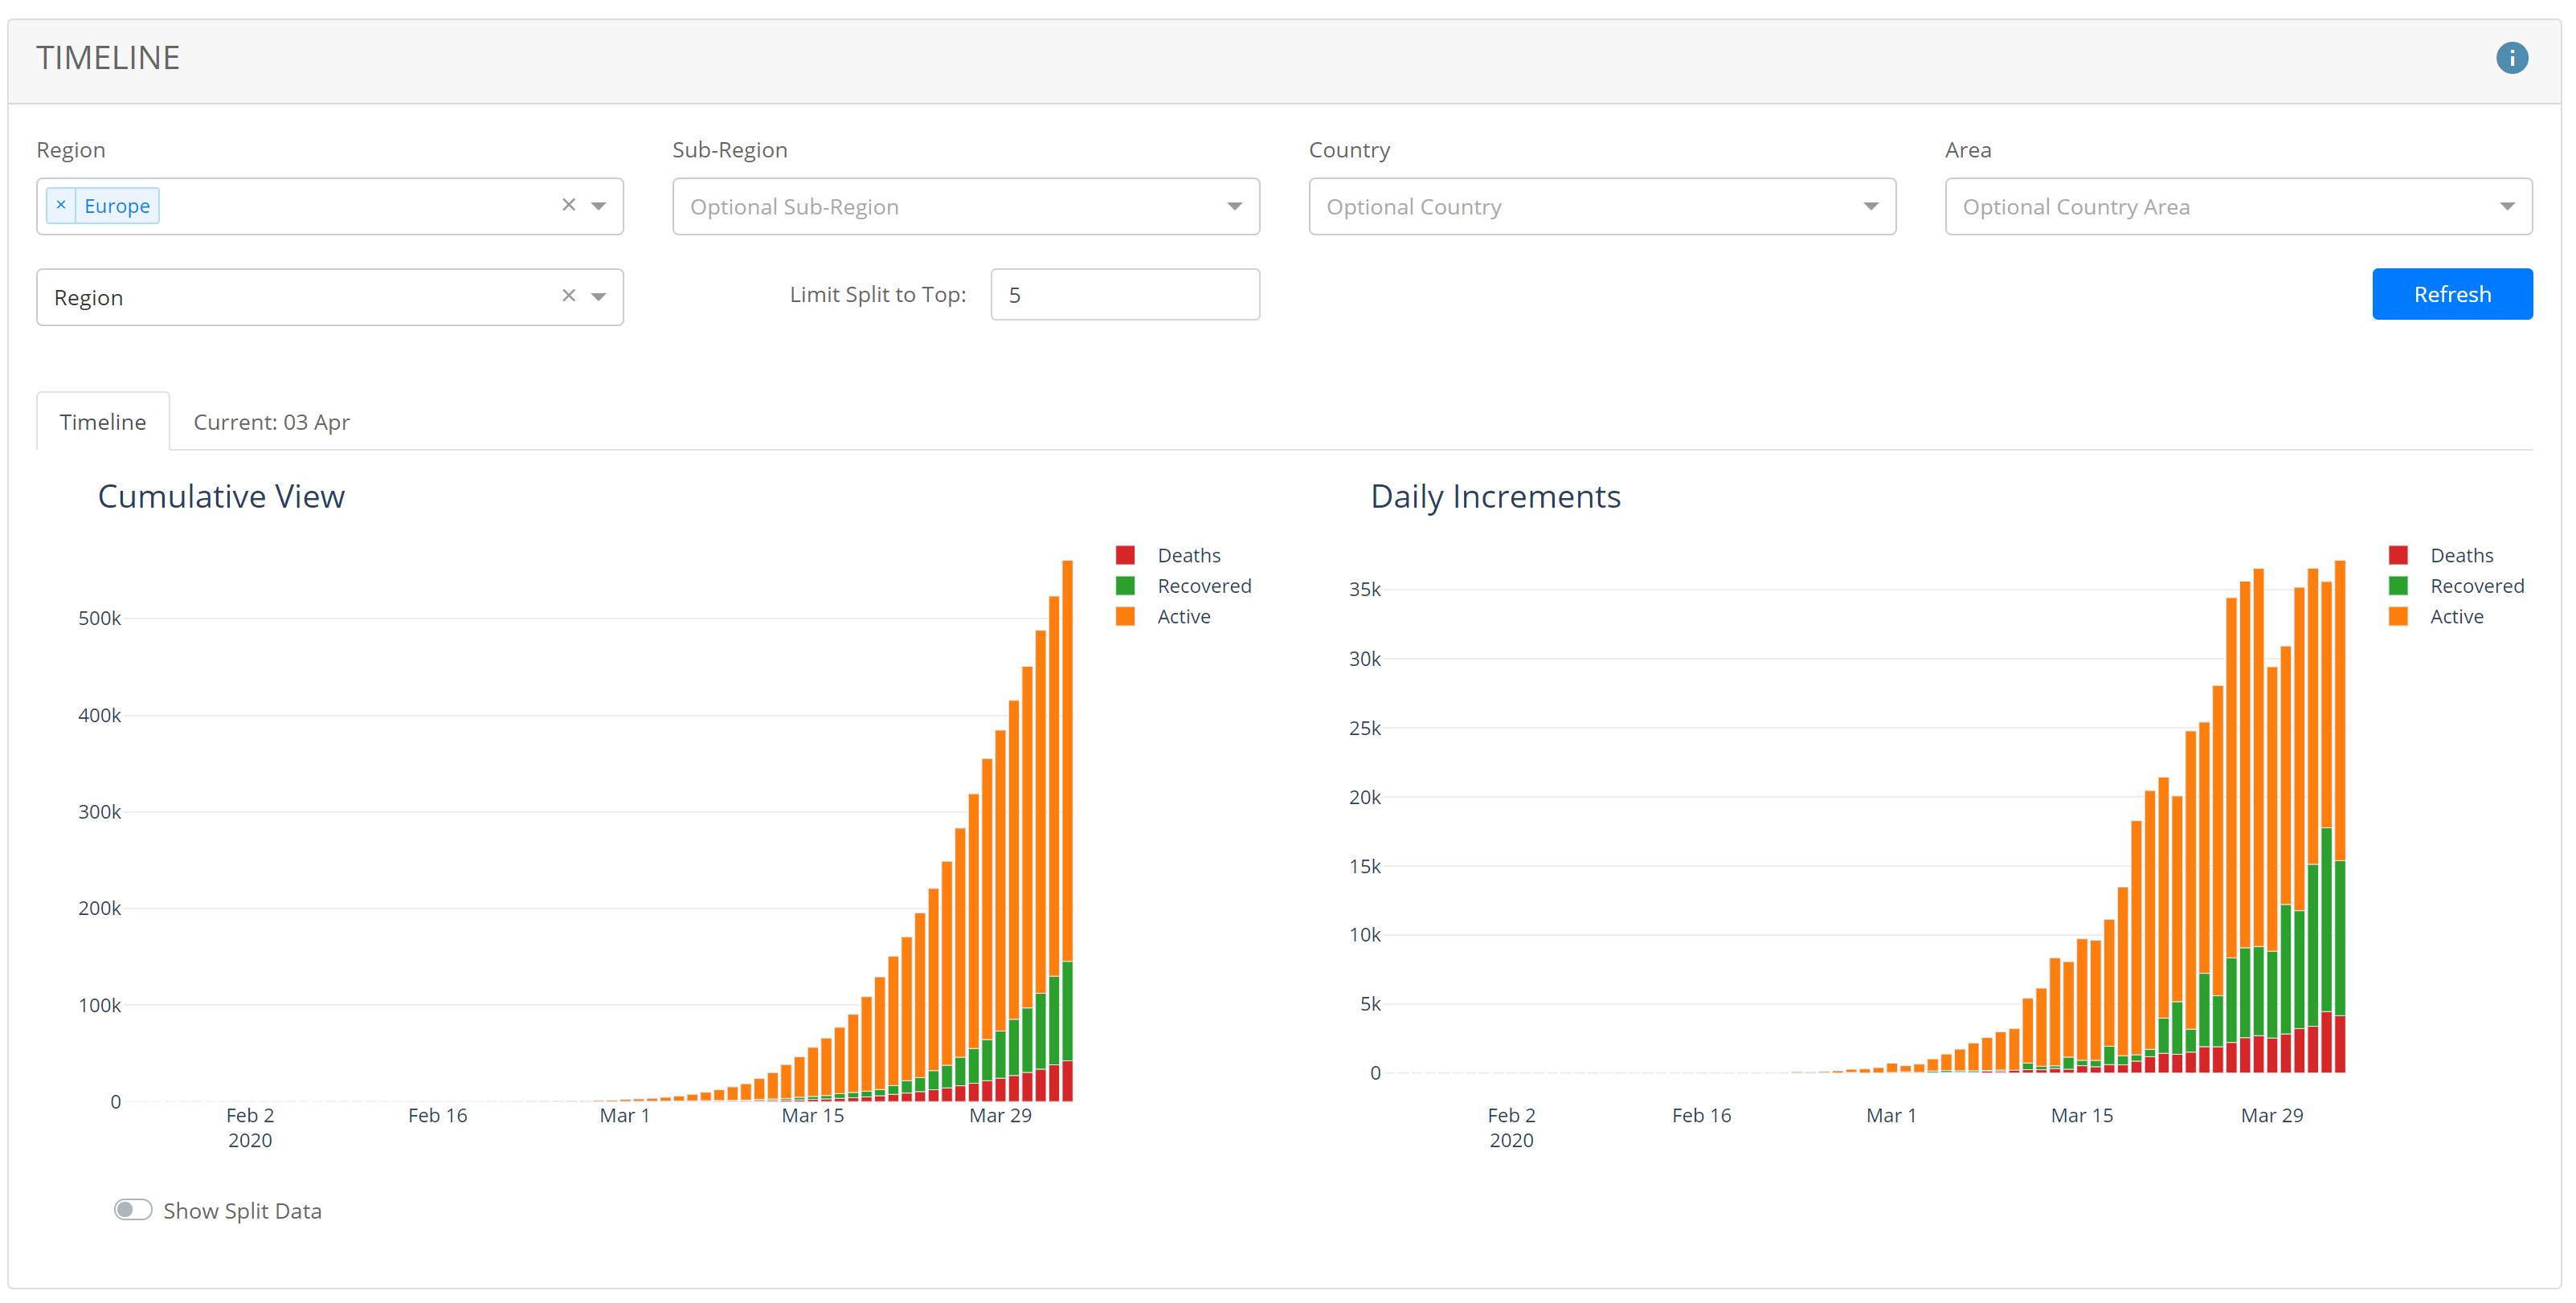 TIMELINE
i
Region
Sub-Region
Country
Area
× Europe
×
Optional Sub-Region
Optional Country
Optional Country Area
Region
×
Limit Split to Top:
5
Refresh
Timeline
Current: 03 Apr
Cumulative View
Deaths
Recovered
Active
500k
400k
300k
200k
100k
0
Feb 2
2020
Feb 16
Mar 1
Mar 15
Mar 29
Daily Increments
Deaths
Recovered
Active
35k
30k
25k
20k
15k
10k
5k
0
Feb 2
2020
Feb 16
Mar 1
Mar 15
Mar 29
Show Split Data